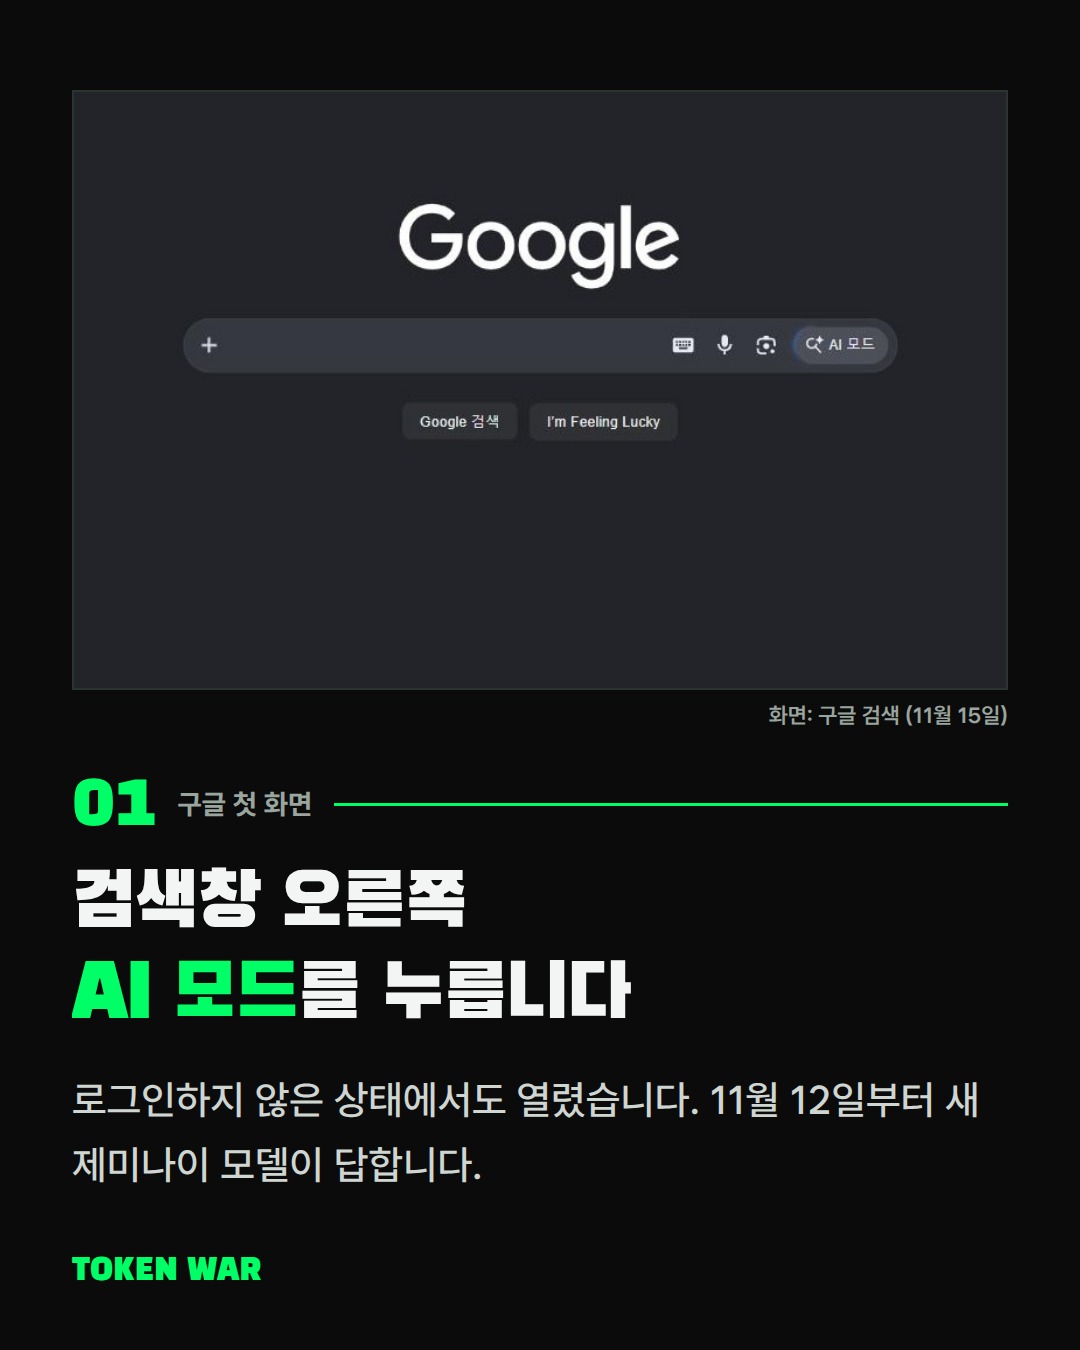 Google
AI 모드
Google 검색
I'm Feeling Lucky
화면: 구글 검색 (11월 15일)
01 구글 첫 화면
검색창 오른쪽
AI 모드를 누릅니다
로그인하지 않은 상태에서도 열렸습니다. 11월 12일부터 새
제미나이 모델이 답합니다.
TOKEN WAR